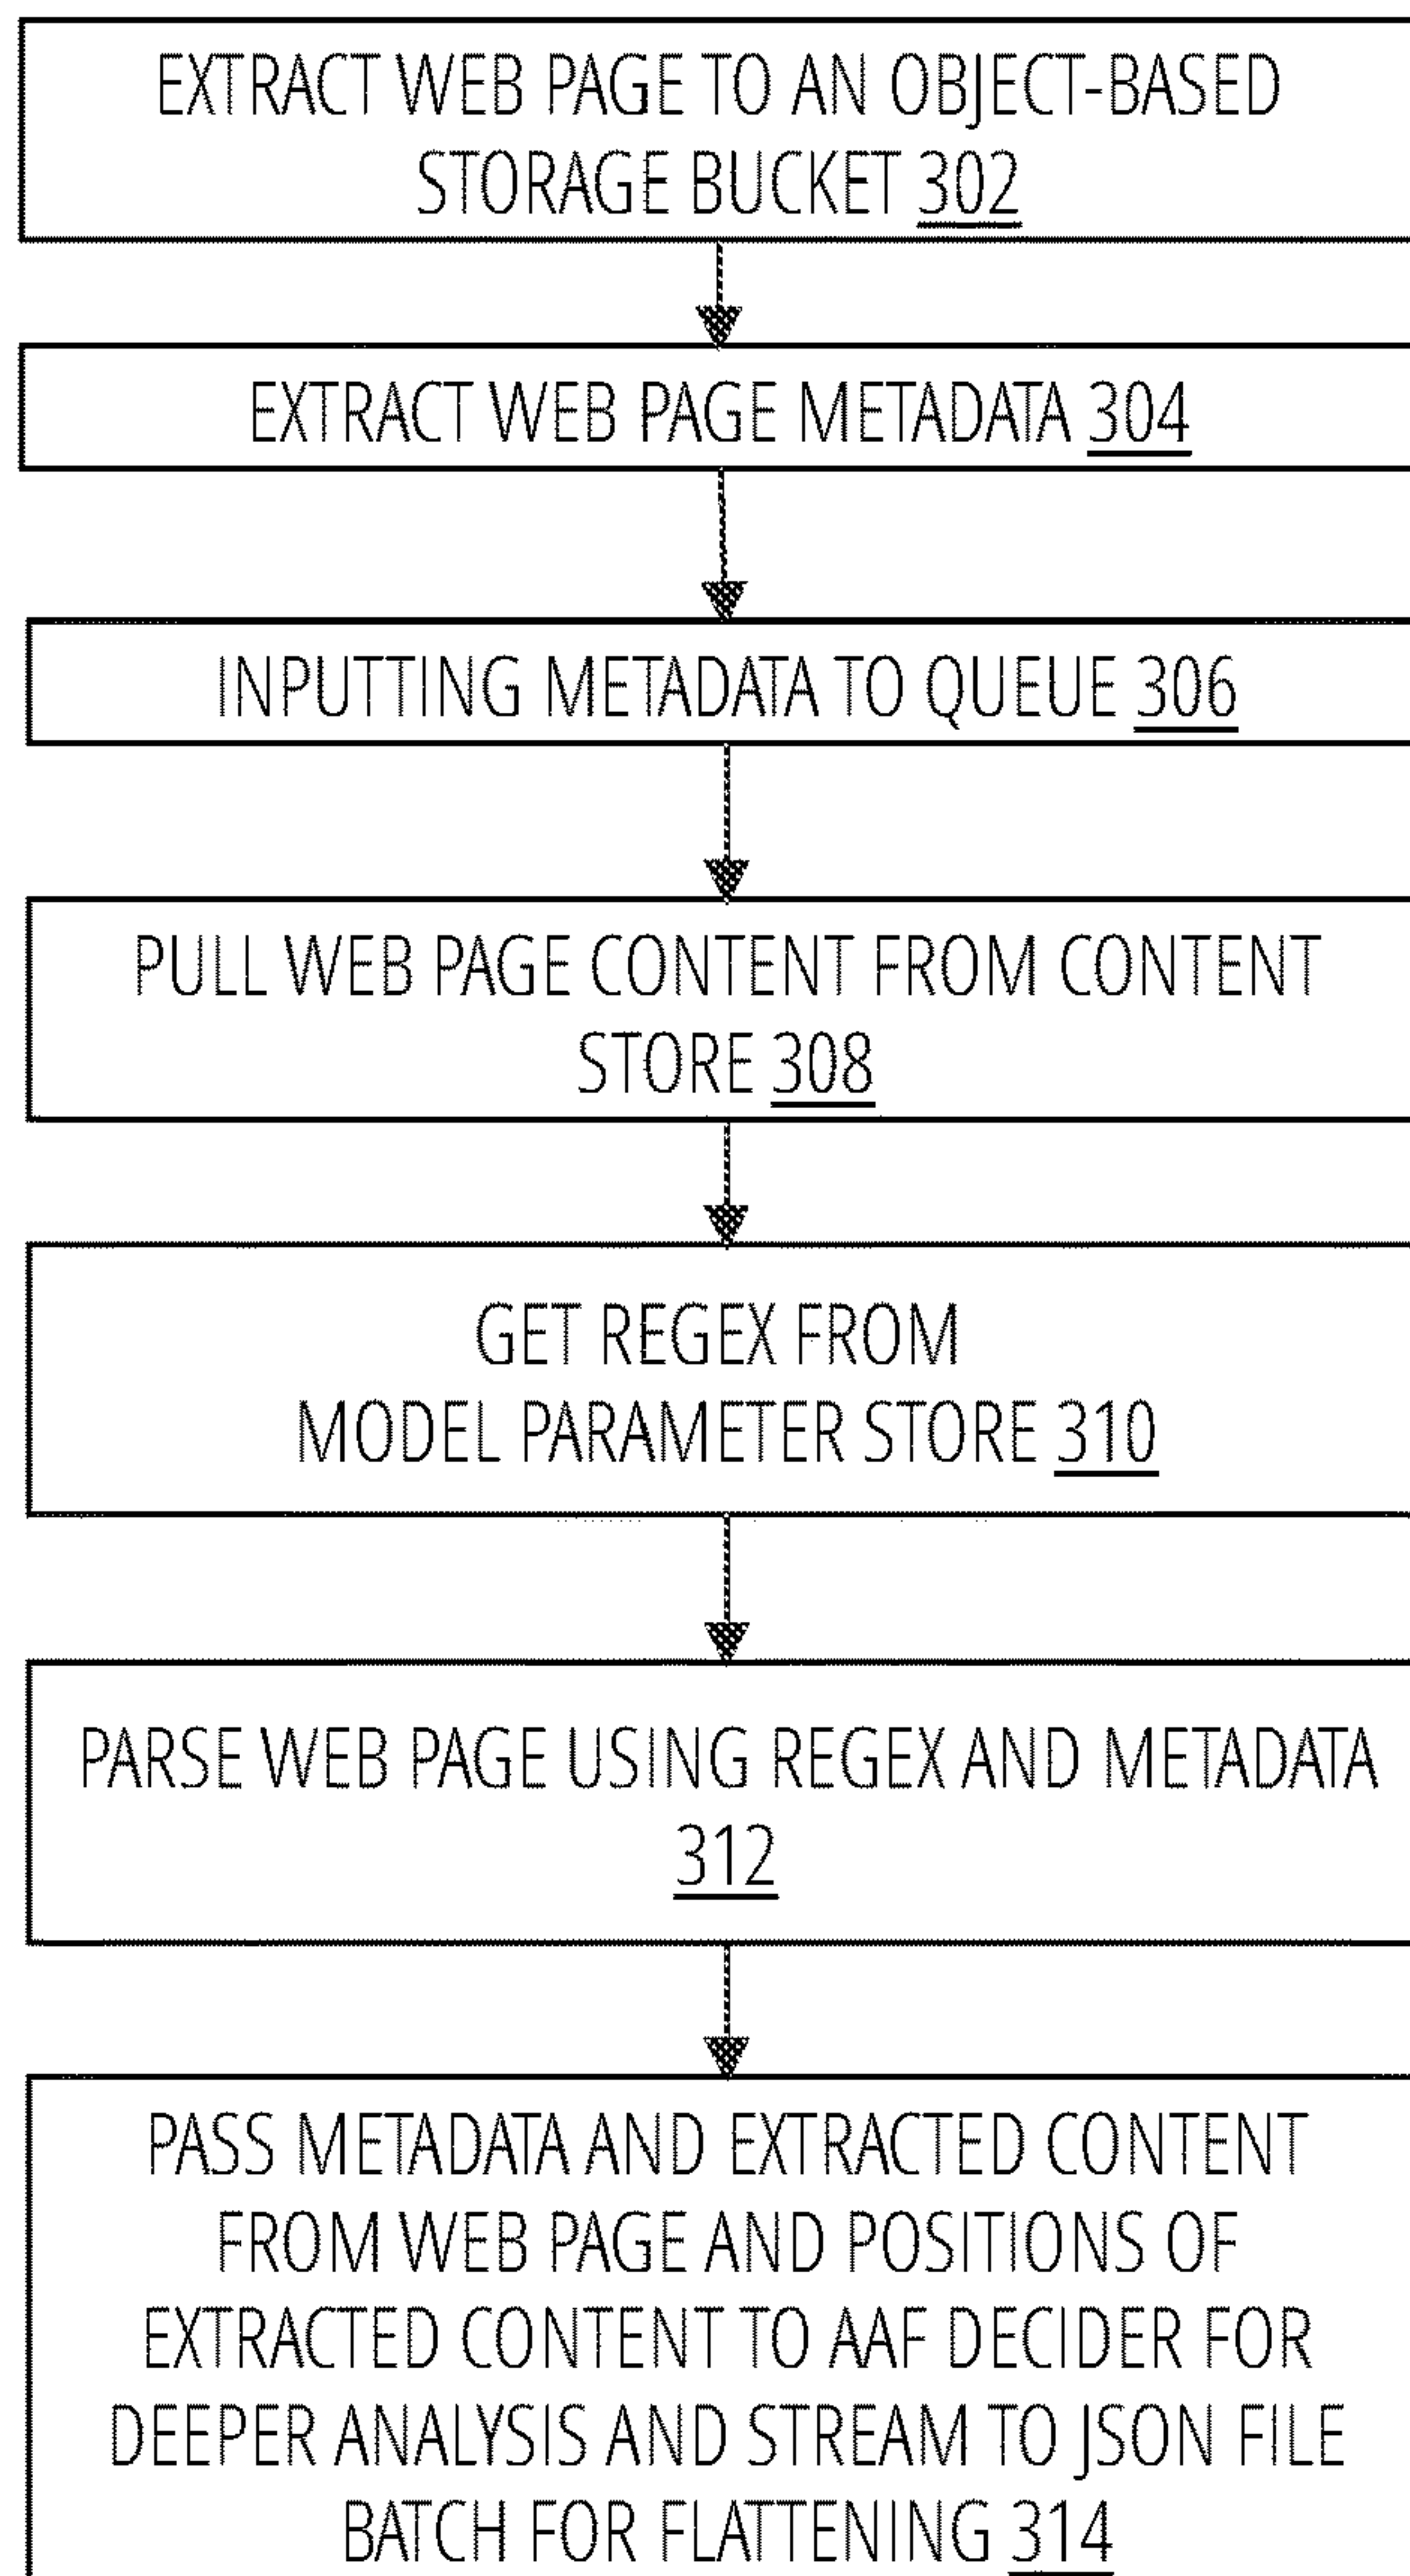 EXTRACT WEB PAGE TO AN OBJECT-BASED
STORAGE BUCKET 302
EXTRACT WEB PAGE METADATA 304
INPUTTING METADATA TO QUEUE 306
PULL WEB PAGE CONTENT FROM CONTENT
STORE 308
GET REGEX FROM
MODEL PARAMETER STORE 310
PARSE WEB PAGE USING REGEX AND METADATA
312
PASS METADATA AND EXTRACTED CONTENT
FROM WEB PAGE AND POSITIONS OF
EXTRACTED CONTENT TO AAF DECIDER FOR
DEEPER ANALYSIS AND STREAM TO JSON FILE
BATCH FOR FLATTENING 314